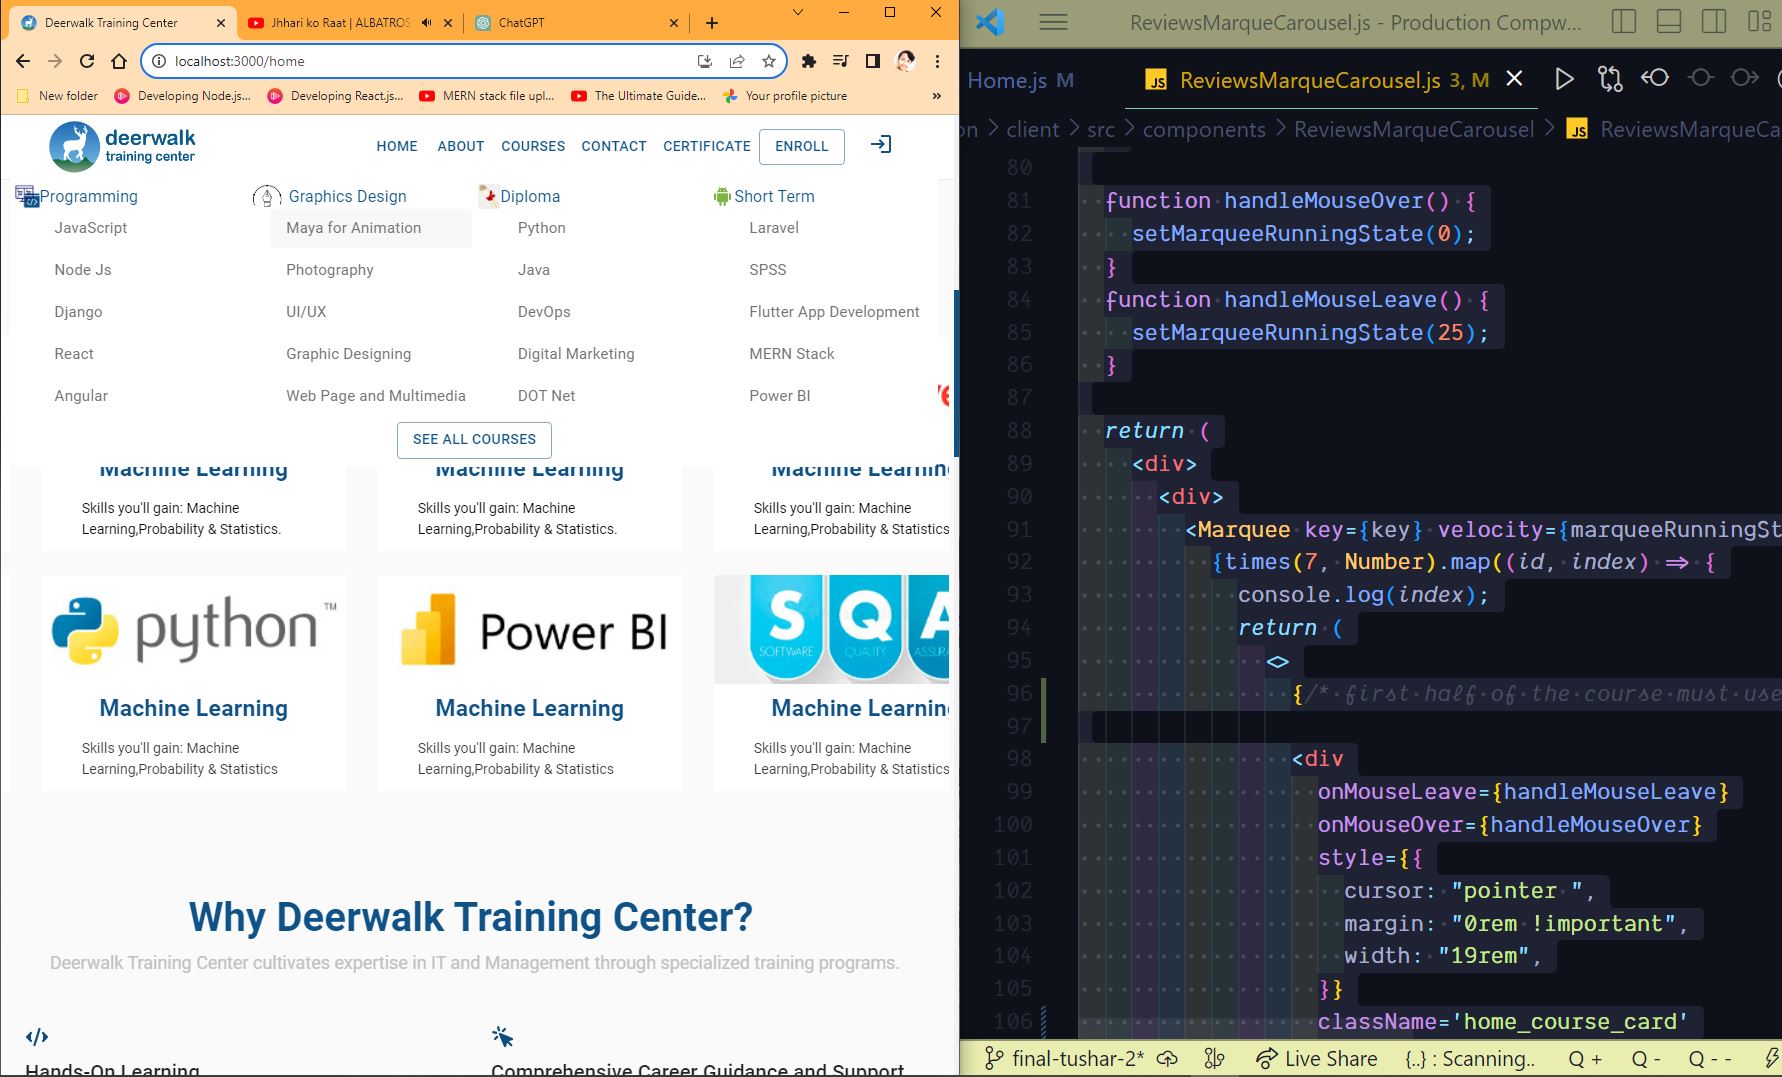 Deerwalk Training Center
Jhhari ko Raat | ALBATROS
ChatGPT
localhost:3000/home
New folder
Developing Node.js...
Developing React.js...
MERN stack file upl...
The Ultimate Guide...
Your profile picture
»
deerwalk
training center
HOME
ABOUT
COURSES
CONTACT
CERTIFICATE
ENROLL
Programming
Graphics Design
Diploma
Short Term
JavaScript
Maya for Animation
Python
Laravel
Node Js
Photography
Java
SPSS
Django
UI/UX
DevOps
Flutter App Development
React
Graphic Designing
Digital Marketing
MERN Stack
Angular
Web Page and Multimedia
DOT Net
Power BI
SEE ALL COURSES
Machine Learning
Machine Learning
Machine Learnin
Skills you'll gain: Machine
Learning,Probability & Statistics.
Skills you'll gain: Machine
Learning,Probability & Statistics.
Skills you'll gain: Machine
Learning,Probability & Statistics.
python™
Power BI
S Q A
SOFTWARE QUALITY ASSURA
Machine Learning
Machine Learning
Machine Learnin
Skills you'll gain: Machine
Learning,Probability & Statistics
Skills you'll gain: Machine
Learning,Probability & Statistics
Skills you'll gain: Machine
Learning,Probability & Statistics
Why Deerwalk Training Center?
Deerwalk Training Center cultivates expertise in IT and Management through specialized training programs.
Hands-On Learning
Comprehensive Career Guidance and Support
ReviewsMarqueCarousel.js - Production Compw...
Home.js M
JS ReviewsMarqueCarousel.js 3, M
on > client > src > components > ReviewsMarqueCarousel > JS ReviewsMarqueCa
80
81 function handleMouseOver() {
82 setMarqueeRunningState(0);
83 }
84 function handleMouseLeave() {
85 setMarqueeRunningState(25);
86 }
87
88 return (
89 <div>
90 <div>
91 <Marquee key={key} velocity={marqueeRunningSt
92 {times(7, Number).map((id, index) => {
93 console.log(index);
94 return (
95 <>
96 {/* first half of the course must use
97
98 <div
99 onMouseLeave={handleMouseLeave}
100 onMouseOver={handleMouseOver}
101 style={{
102 cursor: "pointer ",
103 margin: "0rem !important",
104 width: "19rem",
105 }}
106 className='home_course_card'
final-tushar-2*
Live Share
{..} : Scanning..
Q +
Q -
Q - -